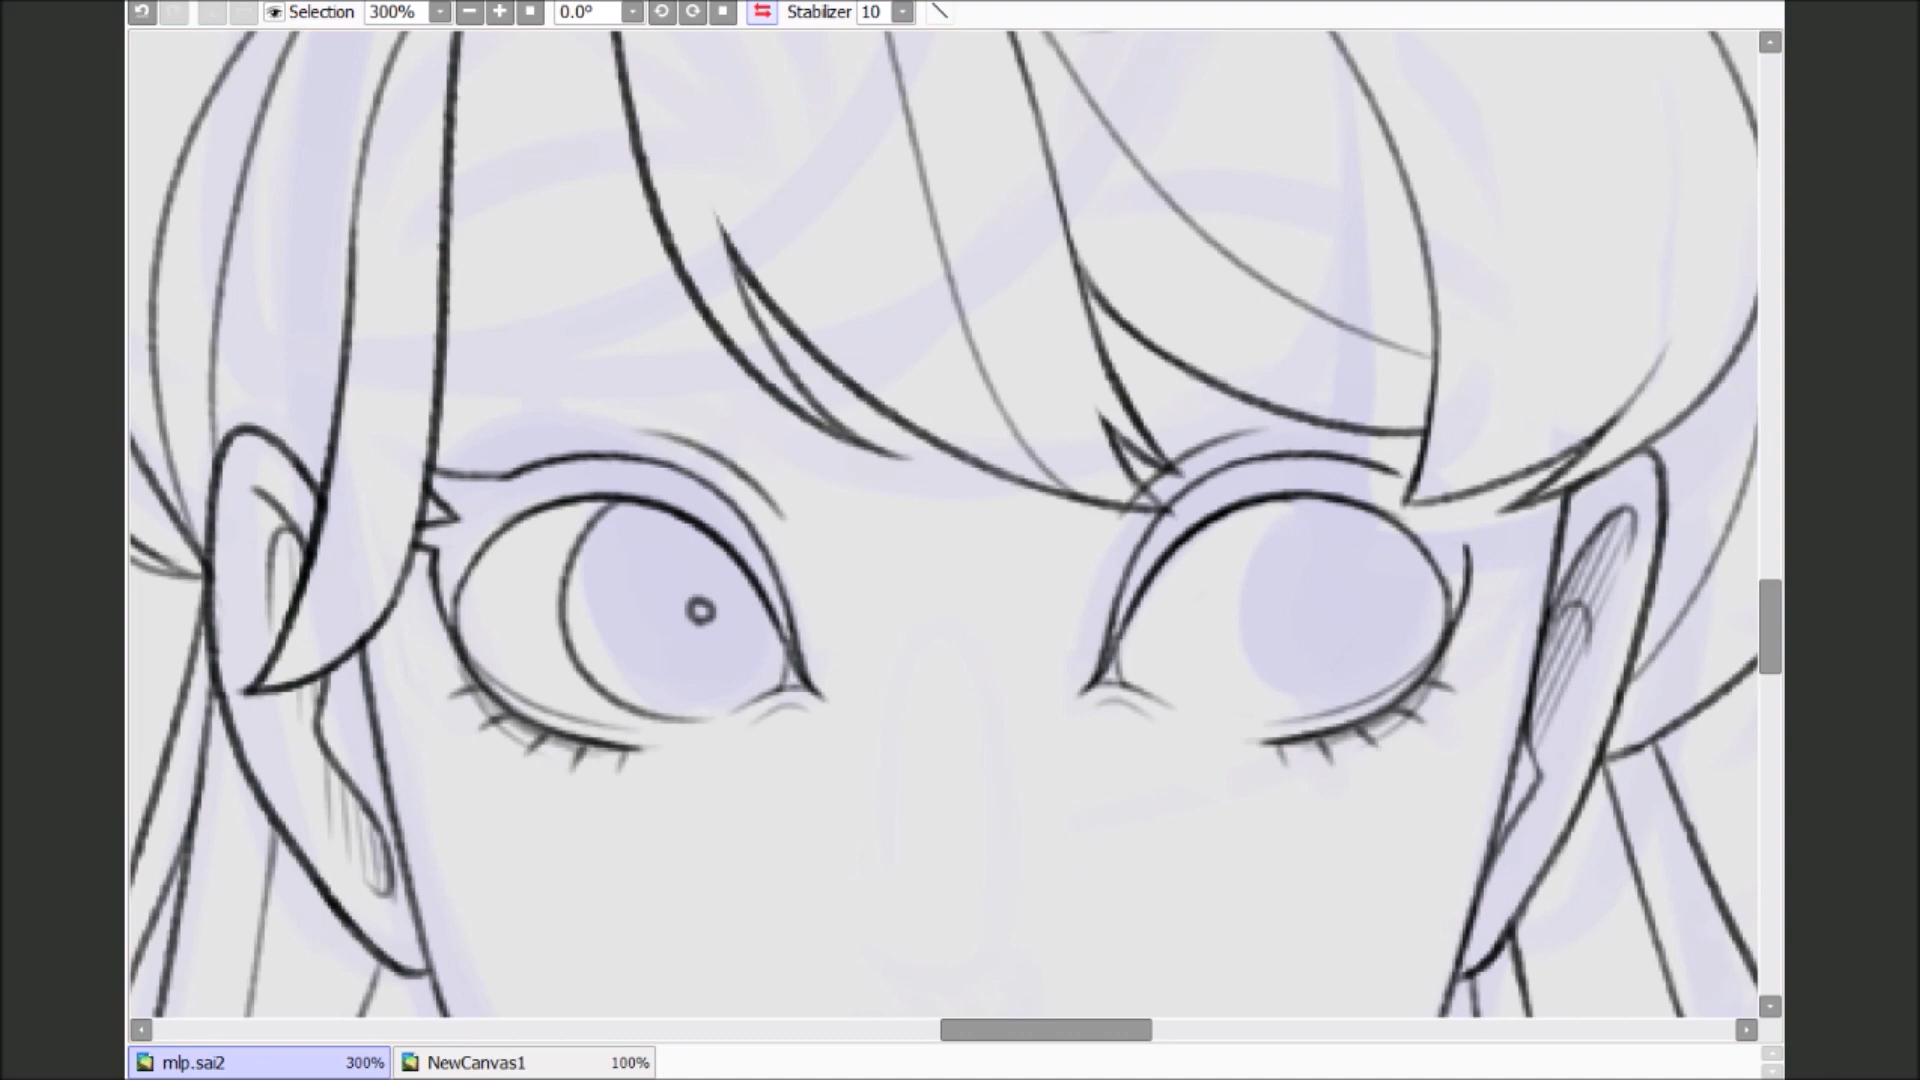 Selection 300% 0.0° Stabilizer 10
mlp.sai2 300% NewCanvas1 100%